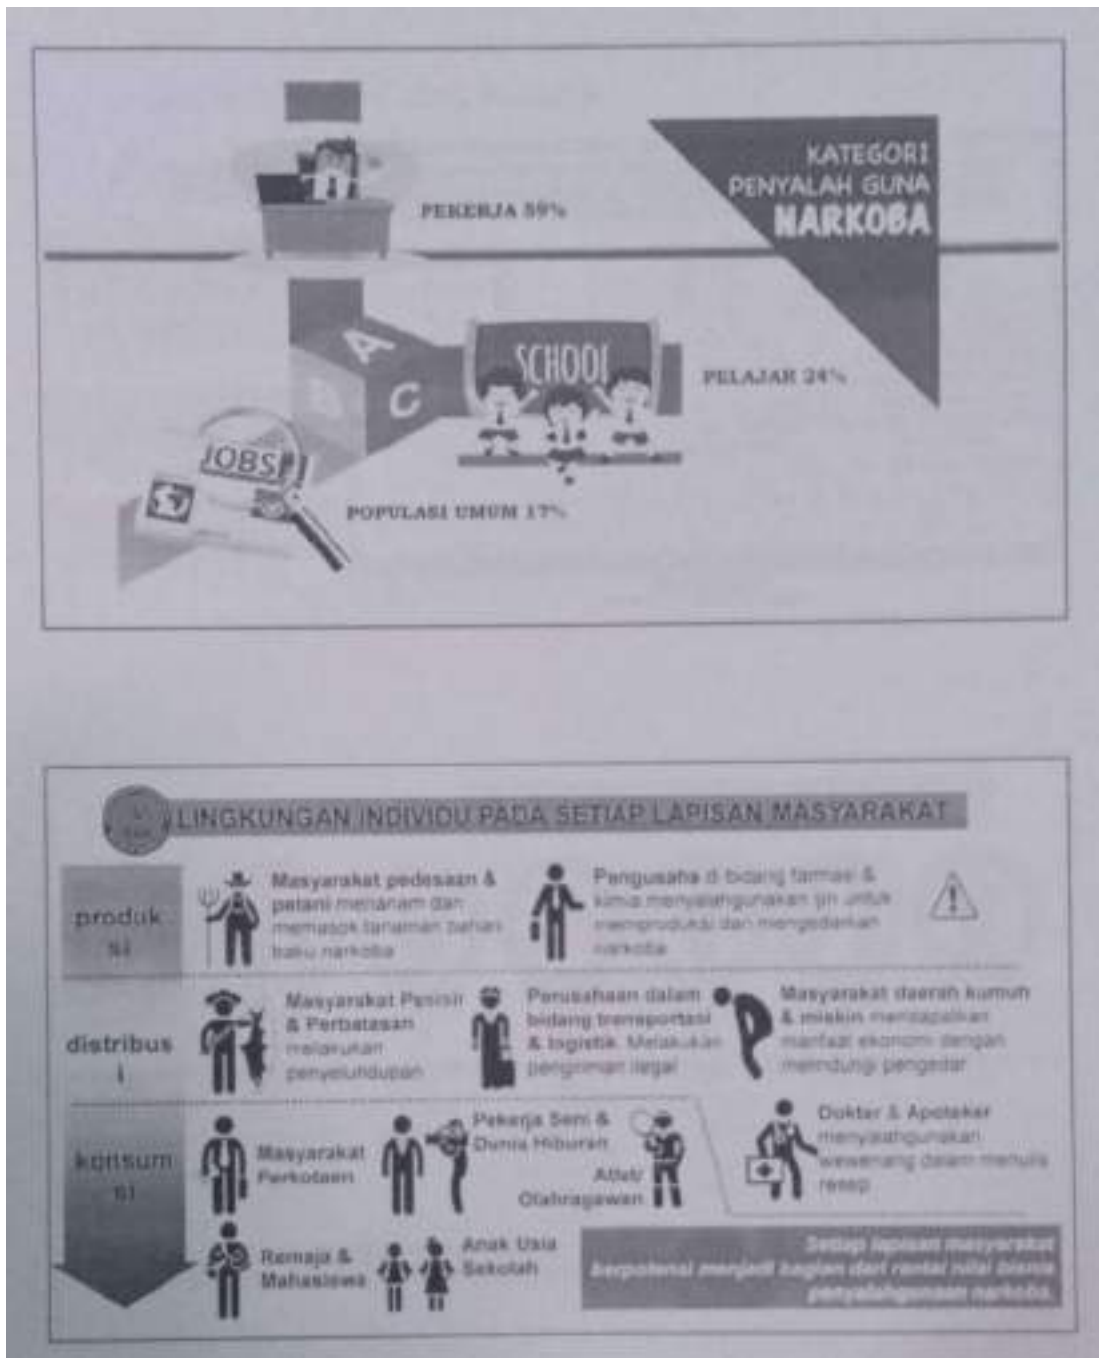 KATEGORI
PENYALAH GUNA
NARKOBA
PEKERJA 59%
A
B
C
SCHOOL
PELAJAR 24%
JOBS
POPULASI UMUM 17%
LINGKUNGAN INDIVIDU PADA SETIAP LAPISAN MASYARAKAT
produk
si
Masyarakat pedesaan &
petani menanam dan
memasok tanaman bahan
baku narkoba
Pengusaha di bidang farmasi &
kimia menyalahgunakan ijin untuk
memproduksi dan mengedarkan
narkoba
distribus
i
Masyarakat Pesisir
& Perbatasan
melakukan
penyelundupan
Perusahaan dalam
bidang transportasi
& logistik. Melakukan
pengiriman ilegal
Masyarakat daerah kumuh
& miskin mendapatkan
manfaat ekonomi dengan
melindungi pengedar
konsum
si
Masyarakat
Perkotaan
Pekerja Seni &
Dunia Hiburan
Atlet/
Olahragawan
Dokter & Apoteker
menyalahgunakan
wewenang dalam menulis
resep
Remaja &
Mahasiswa
Anak Usia
Sekolah
Setiap lapisan masyarakat
berpotensi menjadi bagian dari rantai nilai bisnis
penyalahgunaan narkoba.